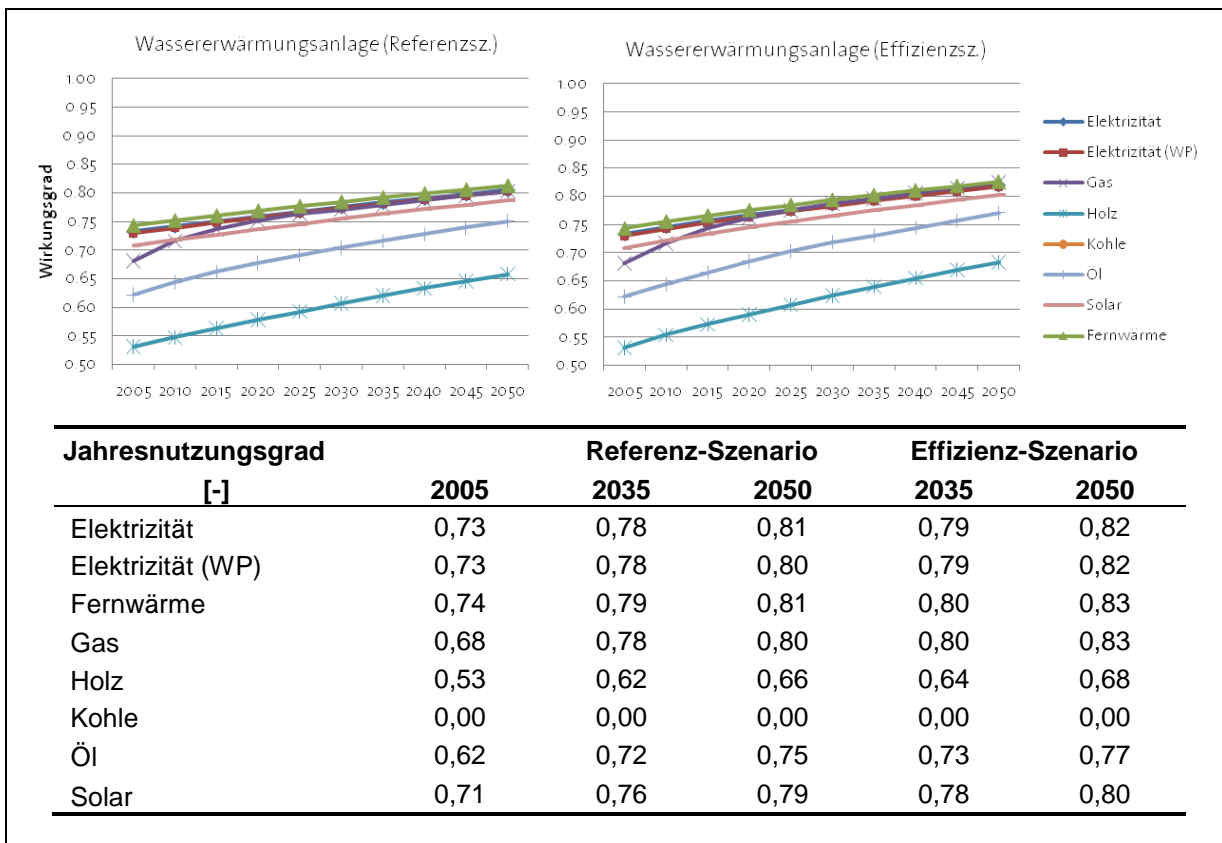 Wassererwärmungsanlage (Referenzsz.)
Wirkungsgrad
1.00
0.95
0.90
0.85
0.80
0.75
0.70
0.65
0.60
0.55
0.50
2005 2010 2015 2020 2025 2030 2035 2040 2045 2050
Wassererwärmungsanlage (Effizienzsz.)
1.00
0.95
0.90
0.85
0.80
0.75
0.70
0.65
0.60
0.55
0.50
2005 2010 2015 2020 2025 2030 2035 2040 2045 2050
Elektrizität
Elektrizität (WP)
Gas
Holz
Kohle
Öl
Solar
Fernwärme
Jahresnutzungsgrad Referenz-Szenario Effizienz-Szenario
[-] 2005 2035 2050 2035 2050
Elektrizität 0,73 0,78 0,81 0,79 0,82
Elektrizität (WP) 0,73 0,78 0,80 0,79 0,82
Fernwärme 0,74 0,79 0,81 0,80 0,83
Gas 0,68 0,78 0,80 0,80 0,83
Holz 0,53 0,62 0,66 0,64 0,68
Kohle 0,00 0,00 0,00 0,00 0,00
Öl 0,62 0,72 0,75 0,73 0,77
Solar 0,71 0,76 0,79 0,78 0,80